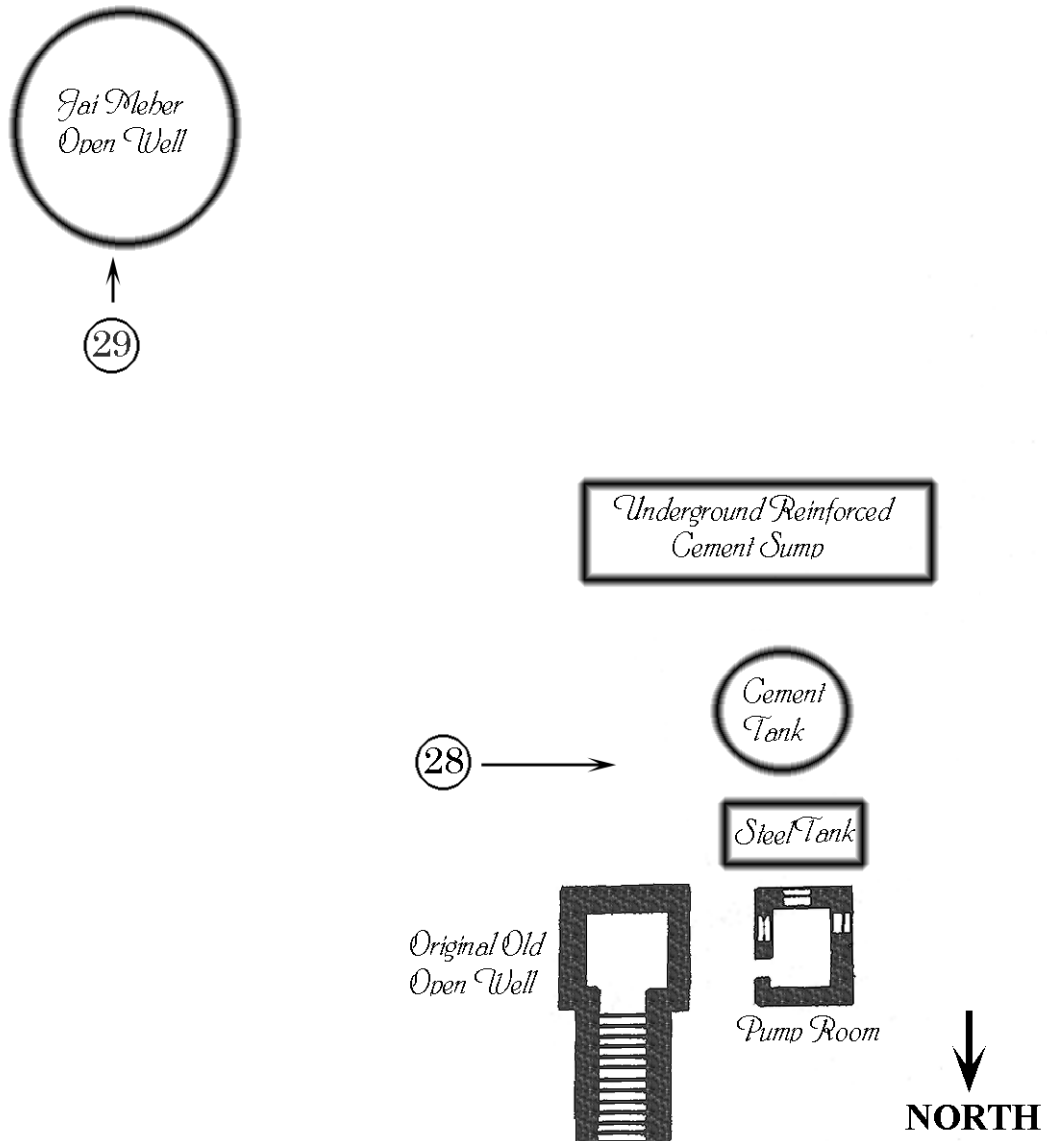 Jai Meher
Open Well
29
Underground Reinforced
Cement Sump
Cement
Tank
28
Steel Tank
Original Old
Open Well
Pump Room
NORTH